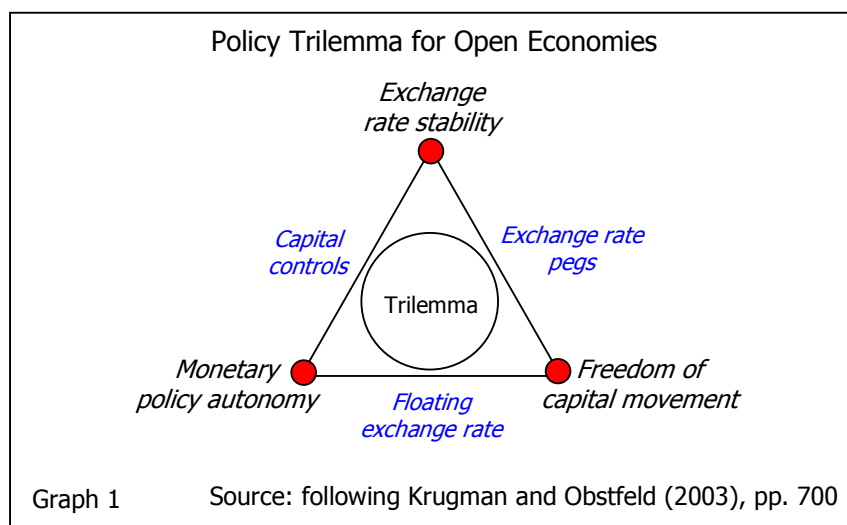 Policy Trilemma for Open Economies
Exchange
rate stability
Capital
controls
Exchange rate
pegs
Trilemma
Monetary
policy autonomy
Freedom of
capital movement
Floating
exchange rate
Graph 1
Source: following Krugman and Obstfeld (2003), pp. 700